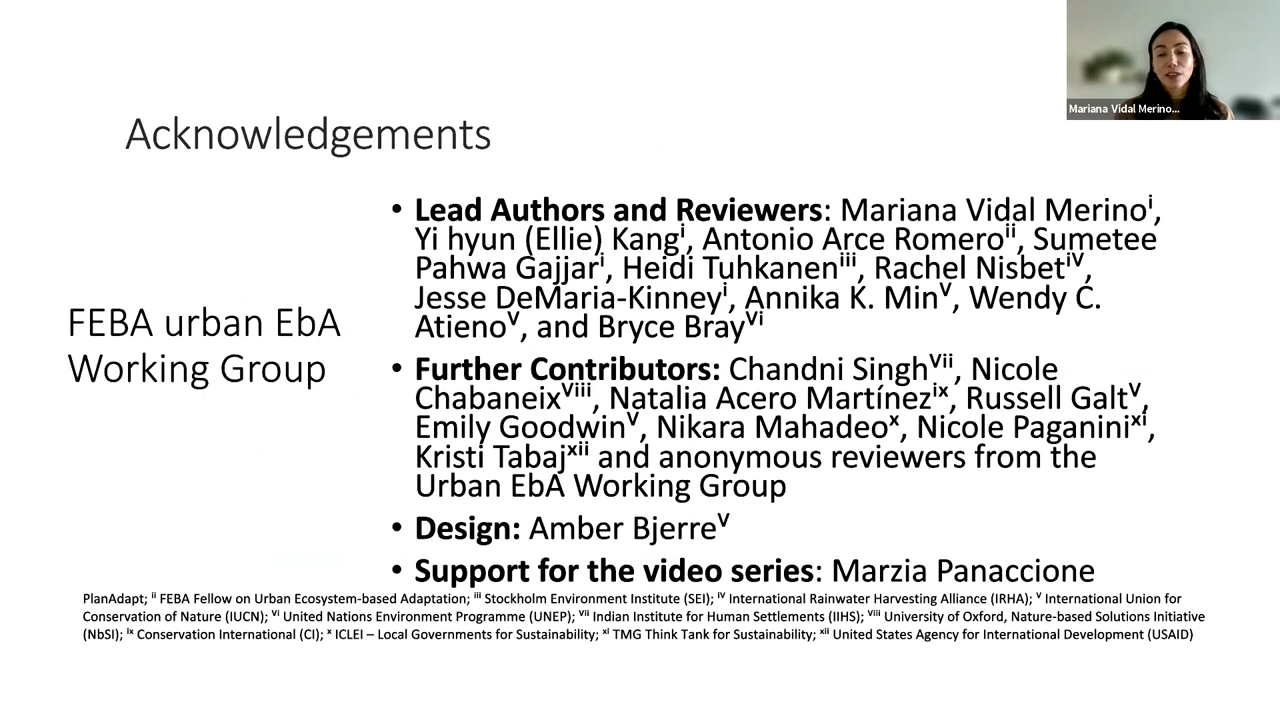 Mariana Vidal Merino...
Acknowledgements
FEBA urban EbA
Working Group
• Lead Authors and Reviewers: Mariana Vidal Merinoⁱ,
Yi hyun (Ellie) Kangⁱ, Antonio Arce Romeroⁱⁱ, Sumetee
Pahwa Gajjarⁱ, Heidi Tuhkanenⁱⁱⁱ, Rachel Nisbetⁱⱽ,
Jesse DeMaria-Kinneyⁱ, Annika K. Minⱽ, Wendy C.
Atienoⱽ, and Bryce Brayⱽⁱ
• Further Contributors: Chandni Singhⱽⁱⁱ, Nicole
Chabaneixⱽⁱⁱⁱ, Natalia Acero Martínezⁱˣ, Russell Galtⱽ,
Emily Goodwinⱽ, Nikara Mahadeoˣ, Nicole Paganiniˣⁱ,
Kristi Tabajˣⁱⁱ and anonymous reviewers from the
Urban EbA Working Group
• Design: Amber Bjerreⱽ
• Support for the video series: Marzia Panaccione
PlanAdapt; ⁱⁱ FEBA Fellow on Urban Ecosystem-based Adaptation; ⁱⁱⁱ Stockholm Environment Institute (SEI); ⁱⱽ International Rainwater Harvesting Alliance (IRHA); ⱽ International Union for
Conservation of Nature (IUCN); ⱽⁱ United Nations Environment Programme (UNEP); ⱽⁱⁱ Indian Institute for Human Settlements (IIHS); ⱽⁱⁱⁱ University of Oxford, Nature-based Solutions Initiative
(NbSI); ⁱˣ Conservation International (CI); ˣ ICLEI – Local Governments for Sustainability; ˣⁱ TMG Think Tank for Sustainability; ˣⁱⁱ United States Agency for International Development (USAID)